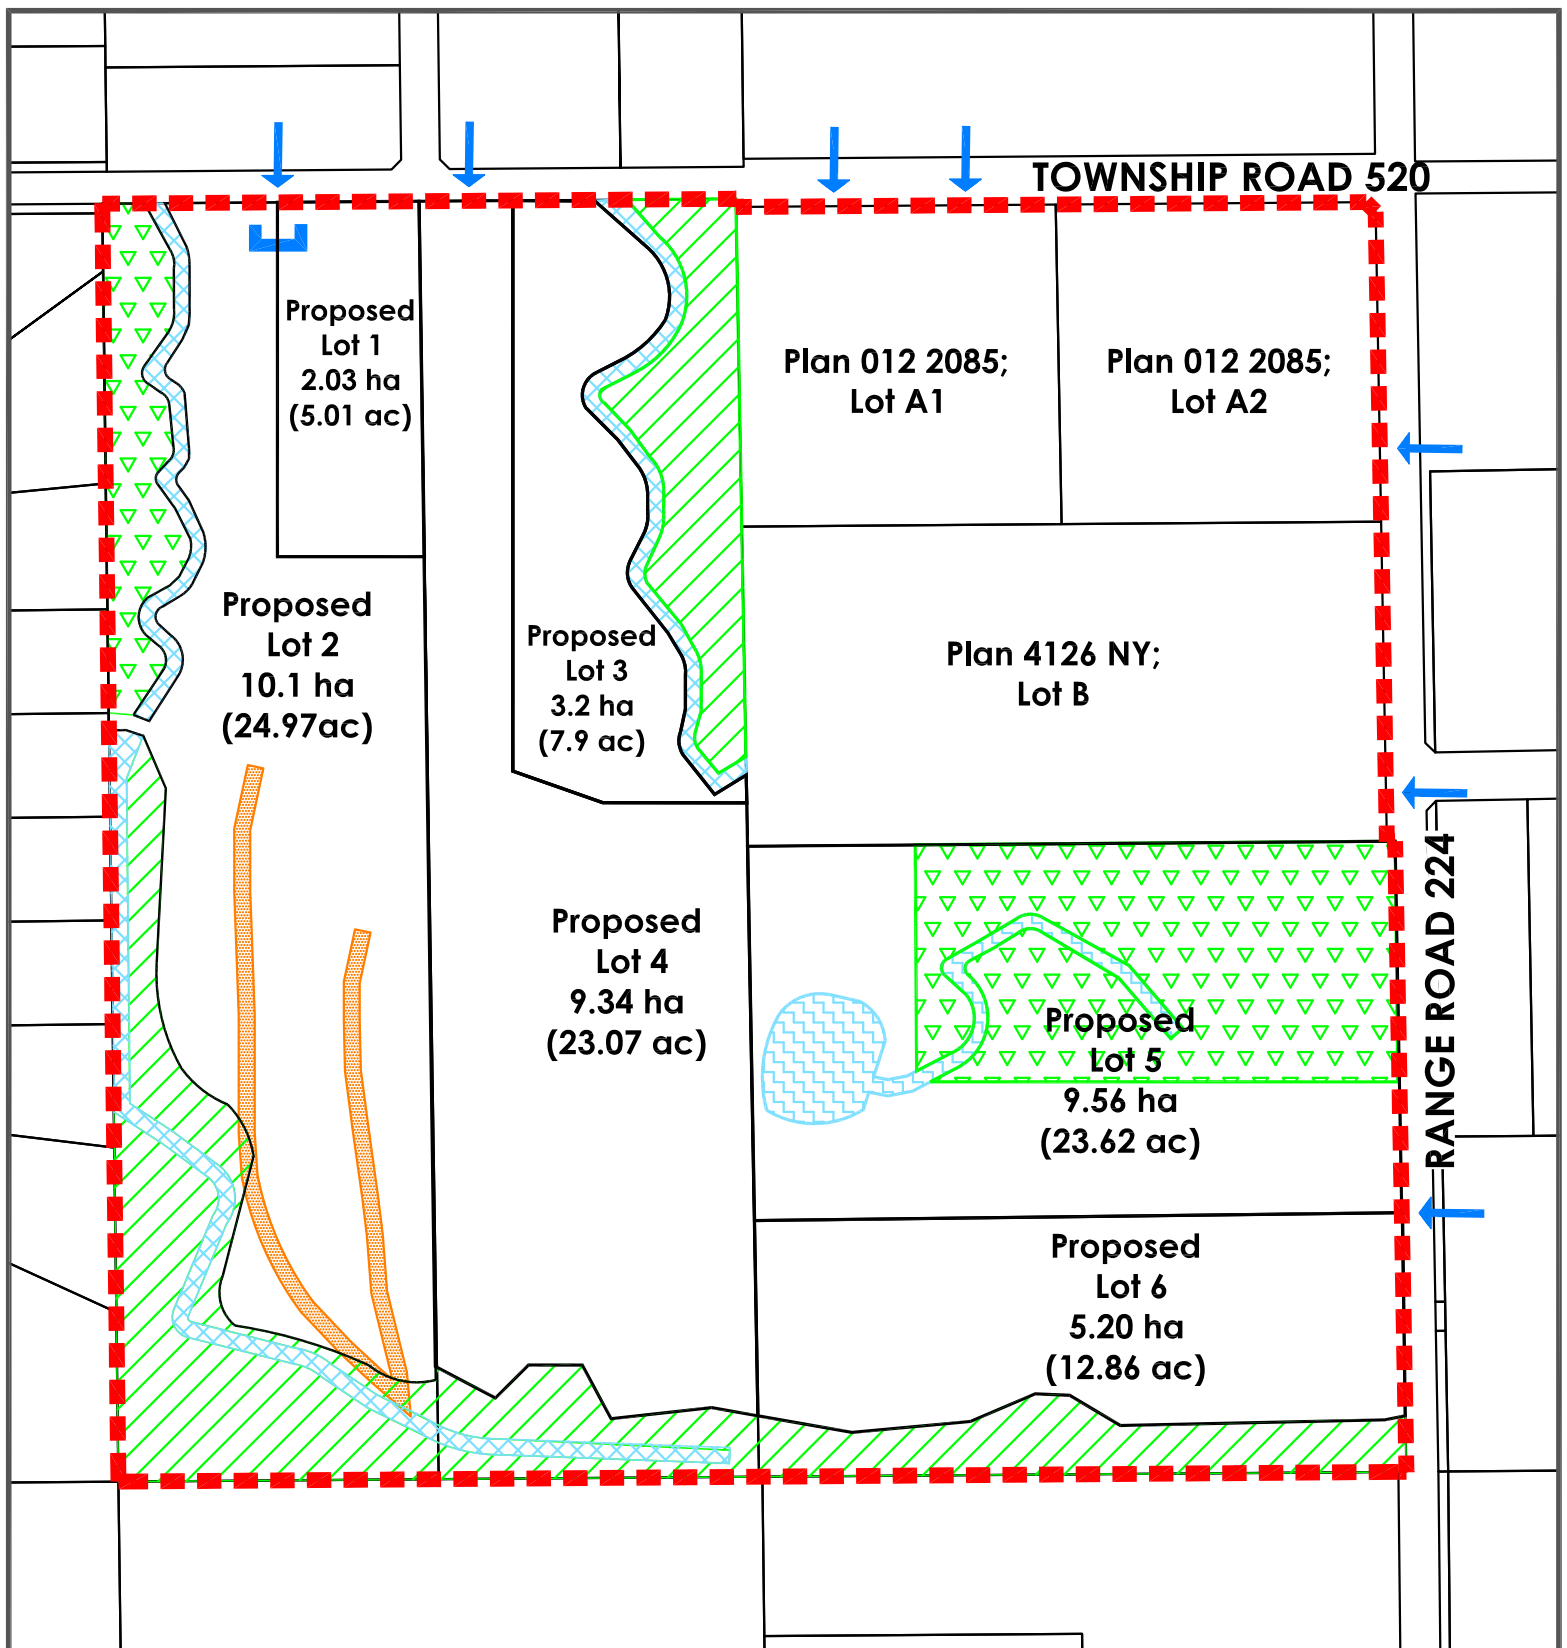 TOWNSHIP ROAD 520
Proposed
Lot 1
2.03 ha
(5.01 ac)
Plan 012 2085;
Lot A1
Plan 012 2085;
Lot A2
Proposed
Lot 2
10.1 ha
(24.97ac)
Proposed
Lot 3
3.2 ha
(7.9 ac)
Plan 4126 NY;
Lot B
Proposed
Lot 4
9.34 ha
(23.07 ac)
Proposed
Lot 5
9.56 ha
(23.62 ac)
RANGE ROAD 224
Proposed
Lot 6
5.20 ha
(12.86 ac)